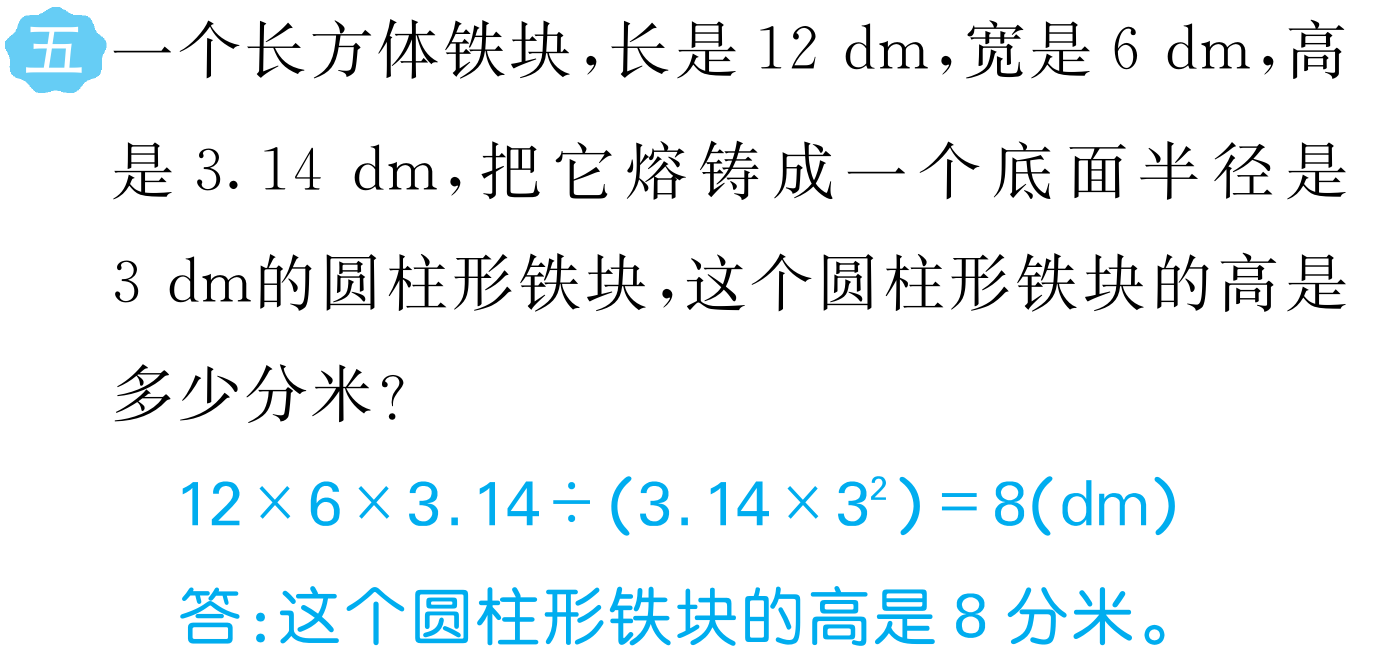 五 一个长方体铁块,长是 12 dm,宽是 6 dm,高
是 3.14 dm,把它熔铸成一个底面半径是
3 dm的圆柱形铁块,这个圆柱形铁块的高是
多少分米?
12×6×3.14÷(3.14×3²)=8(dm)
答:这个圆柱形铁块的高是 8 分米。